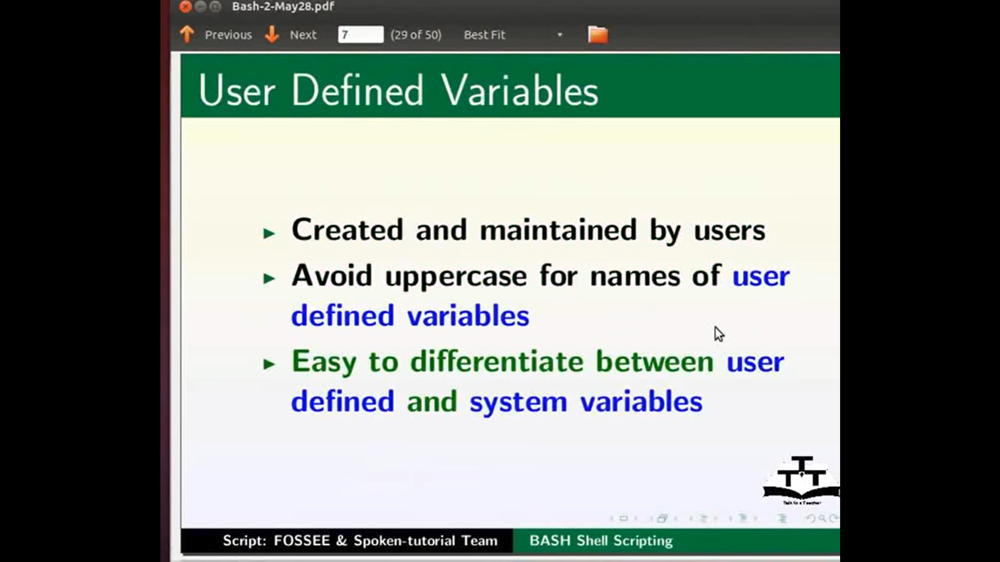 Bash-2-May28.pdf
Previous Next 7 (29 of 50) Best Fit
User Defined Variables
Created and maintained by users
Avoid uppercase for names of user
defined variables
Easy to differentiate between user
defined and system variables
T
T T
Talk to a Teacher
Script: FOSSEE & Spoken-tutorial Team BASH Shell Scripting